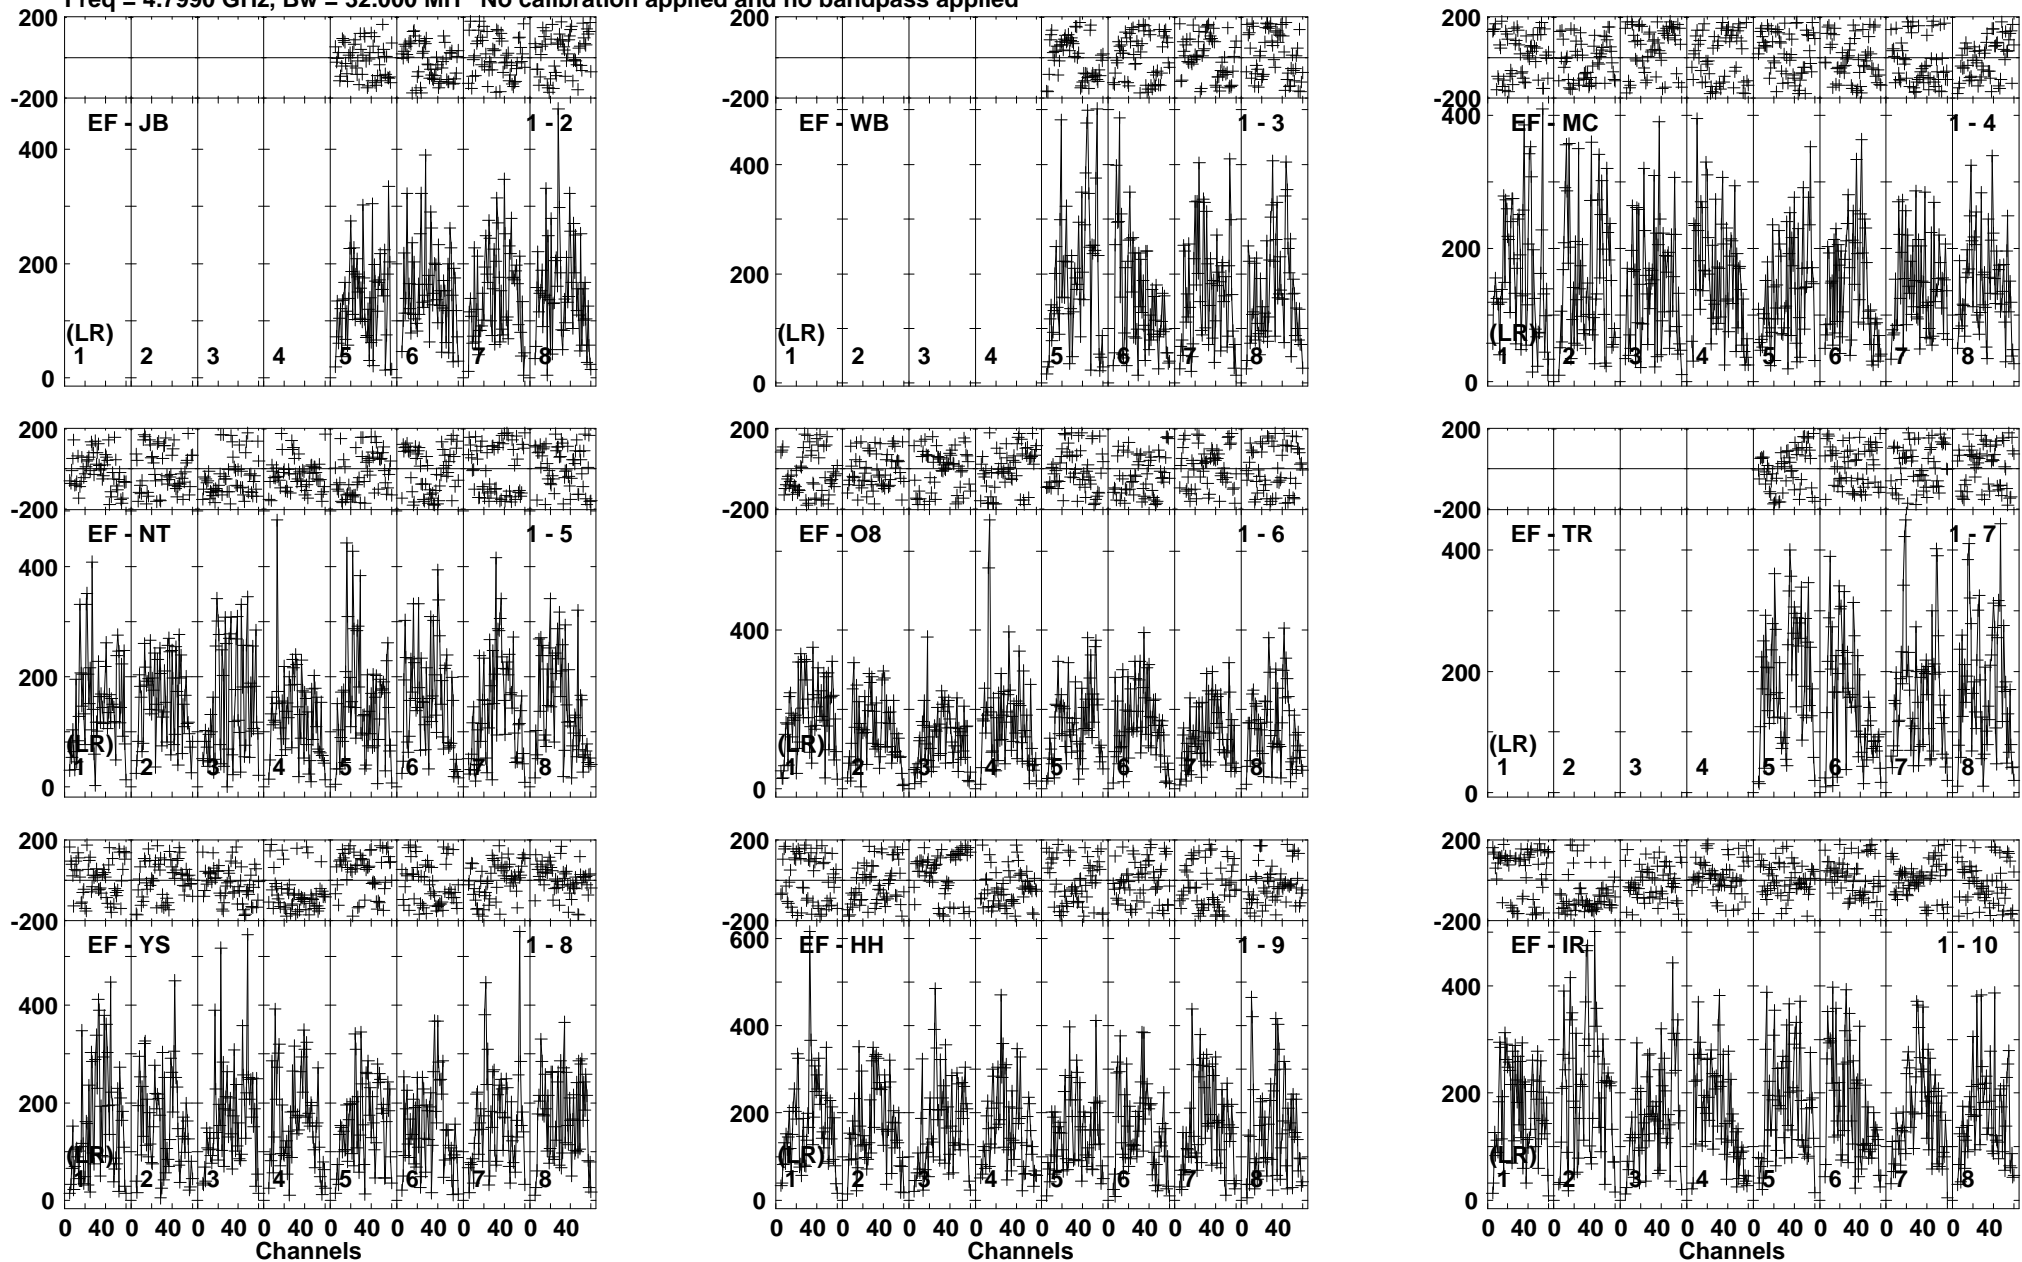 Freq = 4.7990 GHz, Bw = 32.000 MH No calibration applied and no bandpass applied
200 200 200
-200 -200 -200
EF - JB 1 - 2 EF - WB 1 - 3 EF - MC 1 - 4
400 400 400
200 200 200
(LR) (LR) (LR)
1 2 3 4 5 6 7 8 1 2 3 4 5 6 7 8 1 2 3 4 5 6 7 8
0 0 0
200 200 200
-200 -200 -200
EF - NT 1 - 5 EF - O8 1 - 6 EF - TR 1 - 7
400 400 400
200 200
(LR) (LR) (LR)
1 2 3 4 5 6 7 8 1 2 3 4 5 6 7 8 1 2 3 4 5 6 7 8
0 0 0
200 200 200
-200 -200 -200
EF - YS 1 - 8 EF - HH 1 - 9 EF - IR 1 - 10
600
400 400 400
200 200 200
(LR) (LR) (LR)
1 2 3 4 5 6 7 8 1 2 3 4 5 6 7 8 1 2 3 4 5 6 7 8
0 0 0
0 40 0 40 0 40 0 40 0 40 0 40 0 40 0 40 0 40 0 40 0 40 0 40 0 40 0 40 0 40 0 40 0 40 0 40 0 40 0 40 0 40 0 40 0 40 0 40
Channels Channels Channels